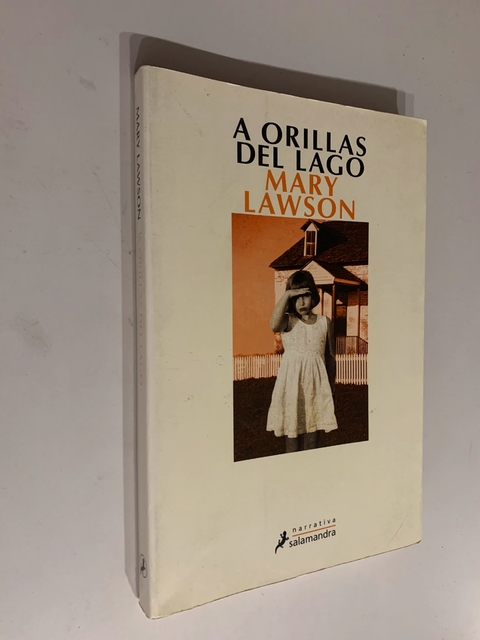 A ORILLAS
DEL LAGO
MARY
LAWSON
narrativa
salamandra
MARY LAWSON